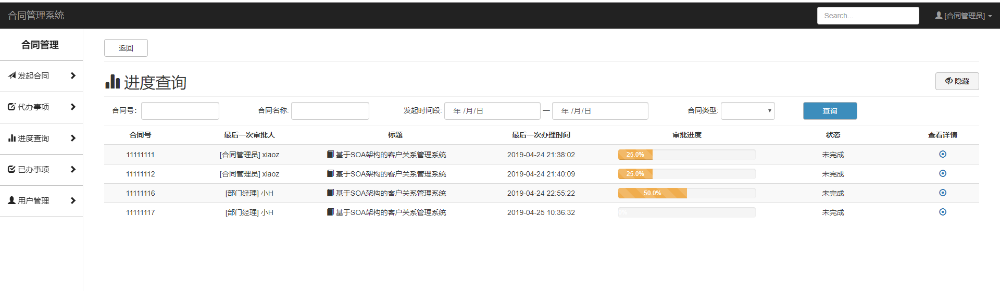 合同管理系统
Search...
[合同管理员]
合同管理
发起合同
代办事项
进度查询
已办事项
用户管理
返回
进度查询
隐藏
合同号: 合同名称: 发起时间段: 年 /月/日 — 年 /月/日 合同类型: 查询
合同号 最后一次审批人 标题 最后一次办理时间 审批进度 状态 查看详情
11111111 [合同管理员] xiaoz 基于SOA架构的客户关系管理系统 2019-04-24 21:38:02 25.0% 未完成
11111112 [合同管理员] xiaoz 基于SOA架构的客户关系管理系统 2019-04-24 21:40:09 25.0% 未完成
11111116 [部门经理] 小H 基于SOA架构的客户关系管理系统 2019-04-24 22:55:22 50.0% 未完成
11111117 [部门经理] 小H 基于SOA架构的客户关系管理系统 2019-04-25 10:36:32 未完成